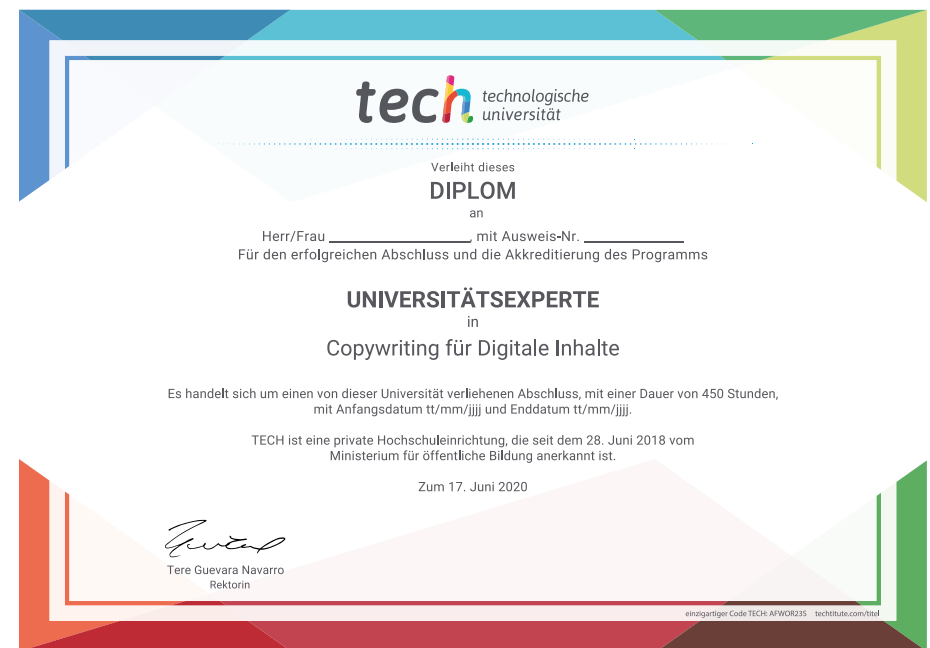 tech technologische
universität
Verleiht dieses
DIPLOM
an
Herr/Frau ____________________, mit Ausweis-Nr. ______________
Für den erfolgreichen Abschluss und die Akkreditierung des Programms
UNIVERSITÄTSEXPERTE
in
Copywriting für Digitale Inhalte
Es handelt sich um einen von dieser Universität verliehenen Abschluss, mit einer Dauer von 450 Stunden,
mit Anfangsdatum tt/mm/jjjj und Enddatum tt/mm/jjjj.
TECH ist eine private Hochschuleinrichtung, die seit dem 28. Juni 2018 vom
Ministerium für öffentliche Bildung anerkannt ist.
Zum 17. Juni 2020
Tere Guevara Navarro
Rektorin
einzigartiger Code TECH: AFWOR23S techtitute.com/titel